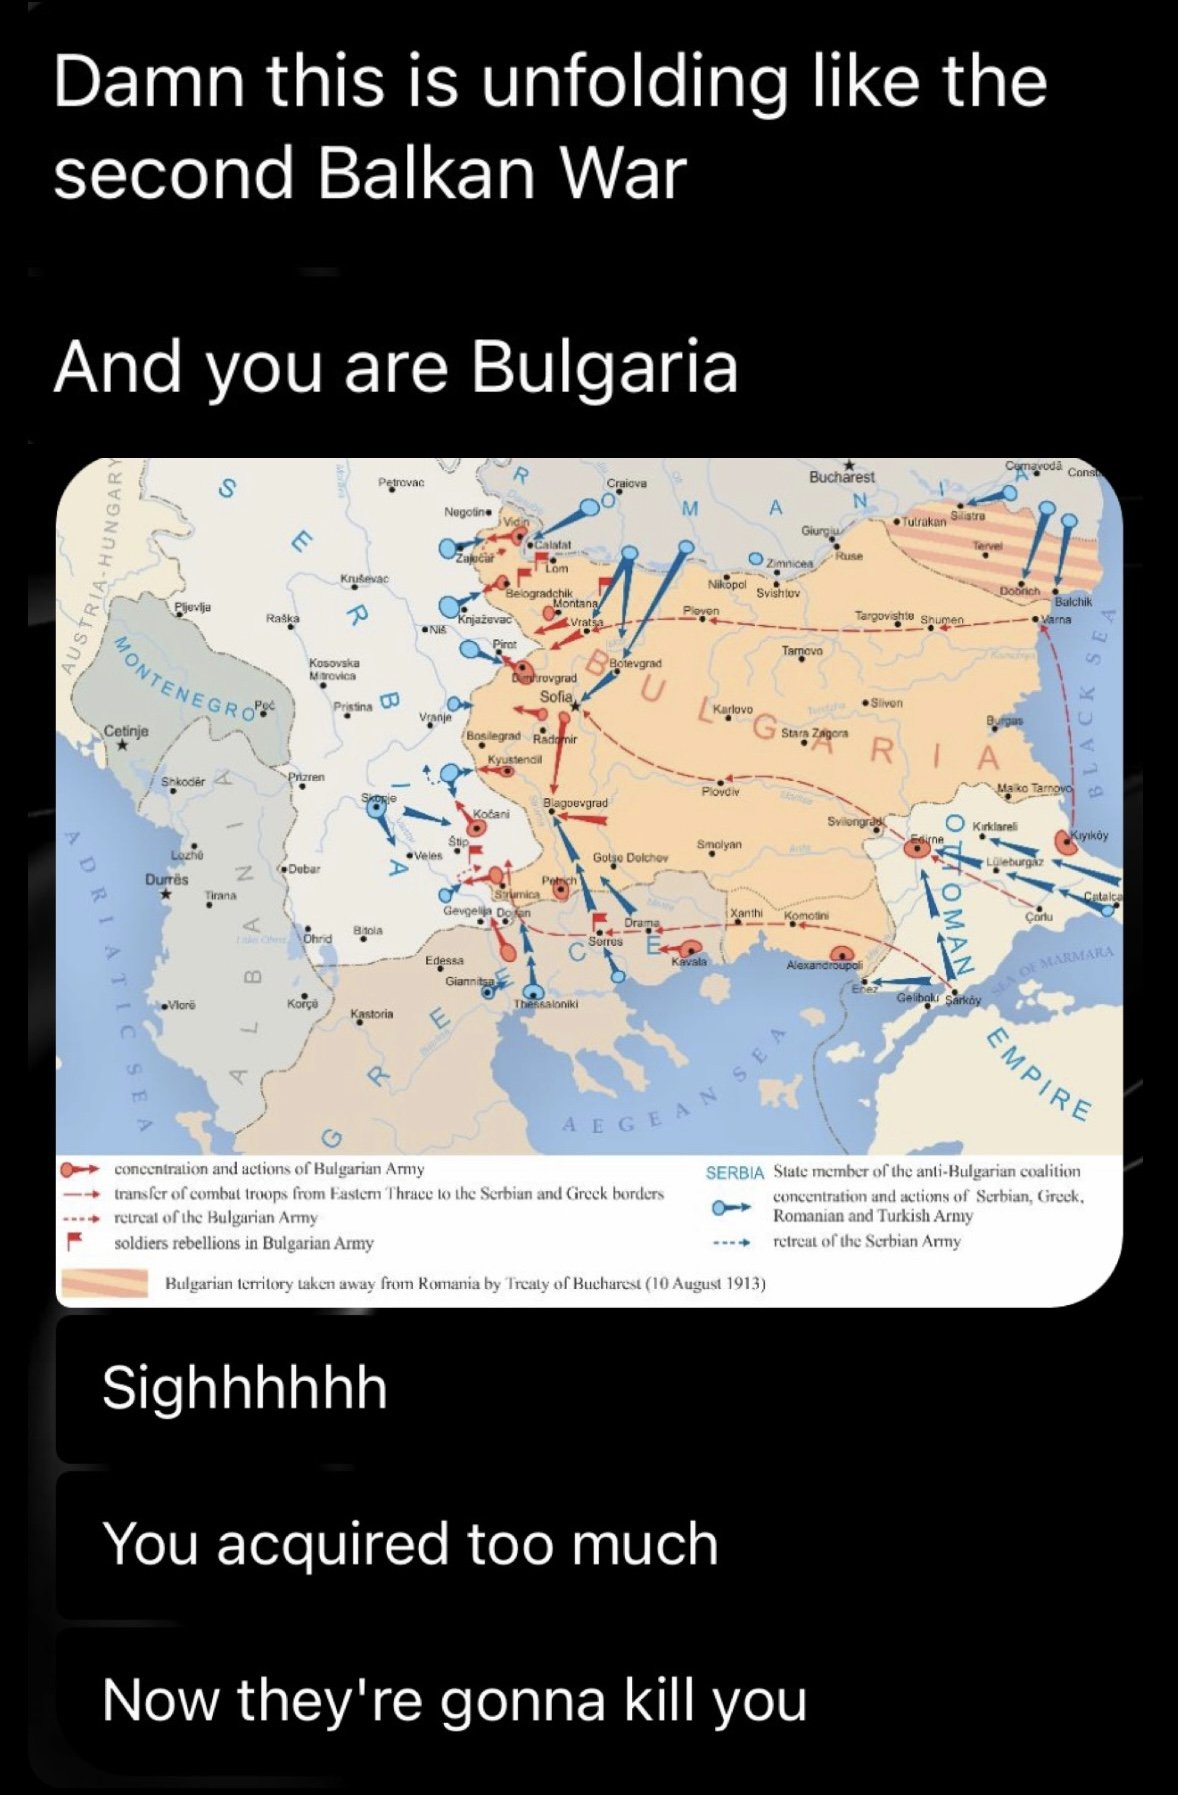 Damn this is unfolding like the
second Balkan War
And you are Bulgaria
AUSTRIA-HUNGARY
SERBIA
ROMANIA
MONTENEGRO
BULGARIA
ALBANIA
GREECE
OTTOMAN
EMPIRE
ADRIATIC SEA
AEGEAN SEA
BLACK SEA
SEA OF MARMARA
Petrovac
Negotin
Vidin
Zaječar
Calafat
Lom
Craiova
Bucharest
Cernavodă
Cons
Giurgiu
Ruse
Tutrakan
Silistra
Tervel
Dobrich
Balchik
Zimnicea
Nikopol
Svishtov
Kruševac
Pljevlja
Raška
Niš
Knjaževac
Belogradchik
Montana
Vratsa
Pleven
Targovishte
Shumen
Varna
Pirot
Dimitrovgrad
Botevgrad
Tarnovo
Kosovska
Mitrovica
Peć
Pristina
Vranje
Sofia
Radomir
Bosilegrad
Kyustendil
Karlovo
Sliven
Stara Zagora
Burgas
Cetinje
Shkodër
Prizren
Skopje
Kočani
Štip
Veles
Blagoevgrad
Plovdiv
Malko Tarnovo
Svilengrad
Edirne
Kırklareli
Kıyıköy
Lüleburgaz
Çatalca
Çorlu
Lezhë
Durrës
Tirana
Debar
Gotse Delchev
Smolyan
Strumica
Petrich
Gevgelija
Dojran
Drama
Serres
Xanthi
Komotini
Kavala
Alexandroupoli
Enez
Gelibolu
Şarköy
Ohrid
Bitola
Edessa
Giannitsa
Thessaloniki
Vlorë
Korçë
Kastoria
concentration and actions of Bulgarian Army
transfer of combat troops from Eastern Thrace to the Serbian and Greek borders
retreat of the Bulgarian Army
soldiers rebellions in Bulgarian Army
SERBIA State member of the anti-Bulgarian coalition
concentration and actions of Serbian, Greek,
Romanian and Turkish Army
retreat of the Serbian Army
Bulgarian territory taken away from Romania by Treaty of Bucharest (10 August 1913)
Sighhhhhh
You acquired too much
Now they're gonna kill you